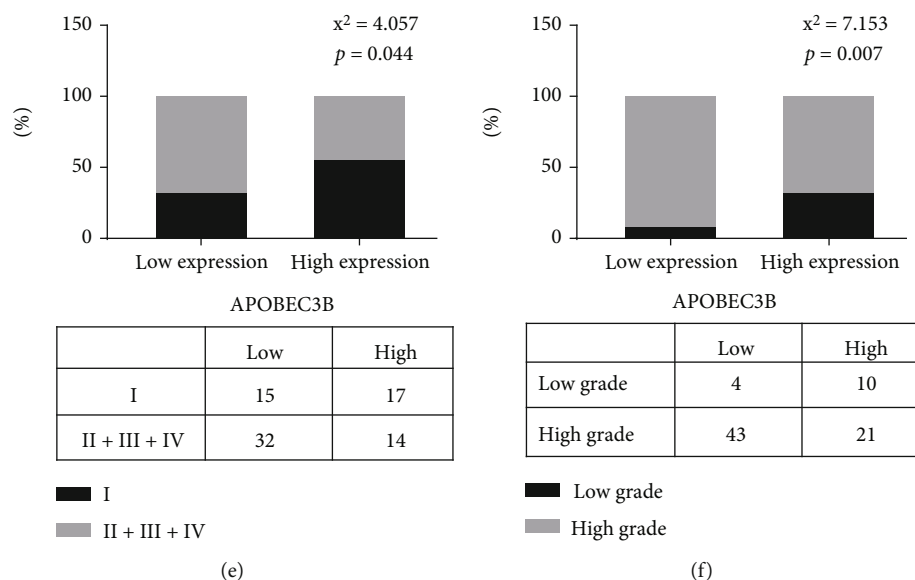 150
x² = 4.057
p = 0.044
100
(%)
50
0
Low expression
High expression
APOBEC3B
Low High
I 15 17
II + III + IV 32 14
I
II + III + IV
(e)
150
x² = 7.153
p = 0.007
100
(%)
50
0
Low expression
High expression
APOBEC3B
Low High
Low grade 4 10
High grade 43 21
Low grade
High grade
(f)